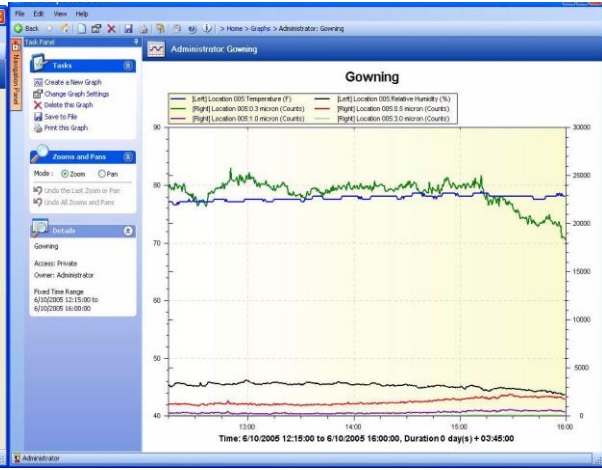 File Edit View Help
Back > Home > Graphs > Administrator: Gowning
Task Panel
Navigation Panel
Tasks
Create a New Graph
Change Graph Settings
Delete this Graph
Save to File
Print this Graph
Zooms and Pans
Mode : Zoom Pan
Undo the Last Zoom or Pan
Undo All Zooms and Pans
Details
Gowning
Access: Private
Owner: Administrator
Fixed Time Range
6/10/2005 12:15:00 to
6/10/2005 16:00:00
Administrator Gowning
Gowning
[Left] Location 005:Temperature (F) [Left] Location 005:Relative Humidity (%)
[Right] Location 005:0.3 micron (Counts) [Right] Location 005:0.5 micron (Counts)
[Right] Location 005:1.0 micron (Counts) [Right] Location 005:3.0 micron (Counts)
90 30000
25000
80
20000
70
15000
60
10000
50
5000
40 0
13:00 14:00 15:00 16:00
Time: 6/10/2005 12:15:00 to 6/10/2005 16:00:00, Duration 0 day(s) + 03:45:00
Administrator